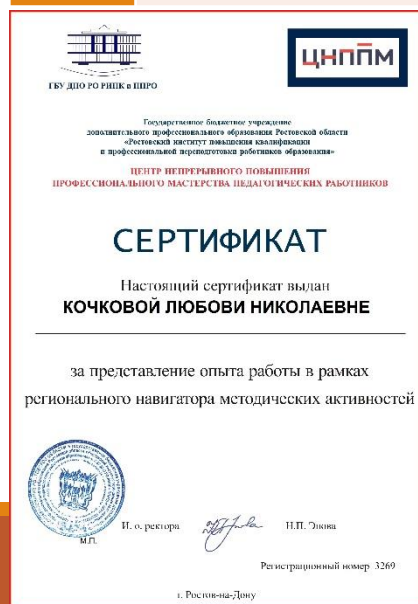 ЦНППМ
ГБУ ДПО РО РИПК и ППРО
Государственное бюджетное учреждение
дополнительного профессионального образования Ростовской области
«Ростовский институт повышения квалификации
и профессиональной переподготовки работников образования»
ЦЕНТР НЕПРЕРЫВНОГО ПОВЫШЕНИЯ
ПРОФЕССИОНАЛЬНОГО МАСТЕРСТВА ПЕДАГОГИЧЕСКИХ РАБОТНИКОВ
СЕРТИФИКАТ
Настоящий сертификат выдан
КОЧКОВОЙ ЛЮБОВИ НИКОЛАЕВНЕ
за представление опыта работы в рамках
регионального навигатора методических активностей
И. о. ректора Н.П. Эпова
М.П.
Регистрационный номер 3269
г. Ростов-на-Дону